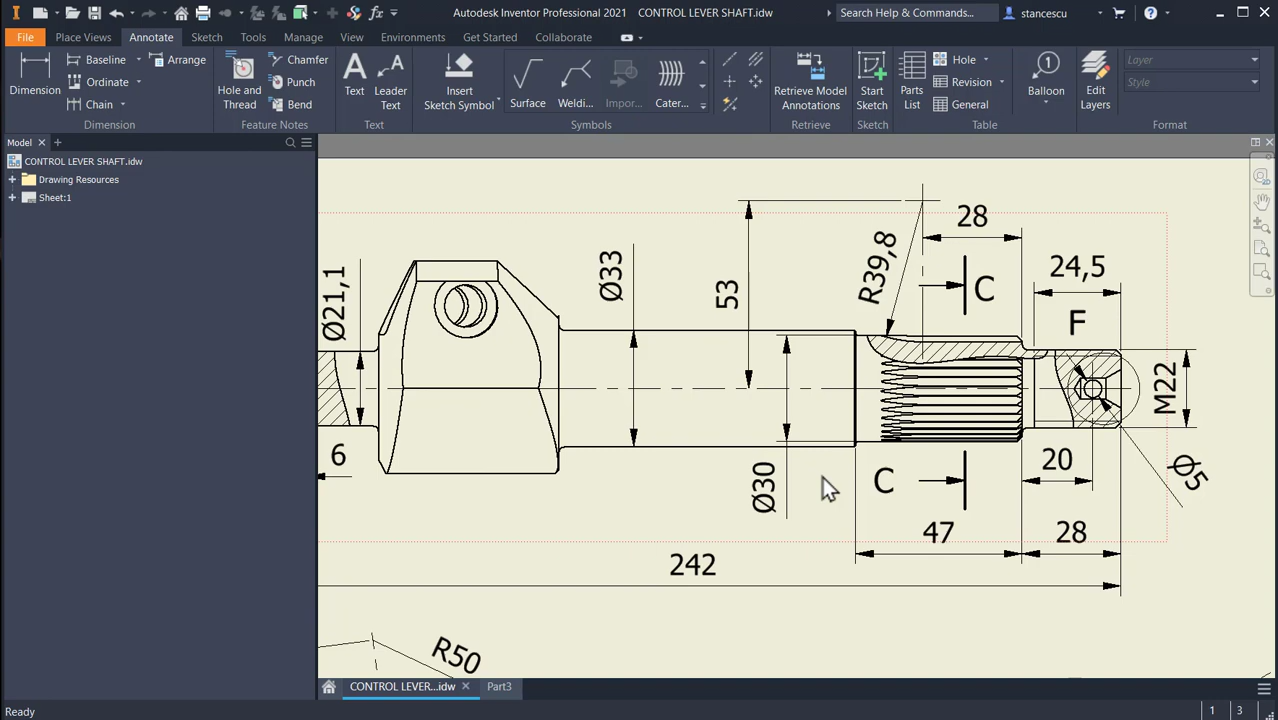 Autodesk Inventor Professional 2021 CONTROL LEVER SHAFT.idw
Search Help & Commands...
stancescu
File Place Views Annotate Sketch Tools Manage View Environments Get Started Collaborate
Dimension
Baseline
Ordinate
Chain
Arrange
Dimension
Hole and Thread
Chamfer
Punch
Bend
Feature Notes
Text
Leader Text
Text
Insert Sketch Symbol
Surface
Weldi...
Impor...
Cater...
Symbols
Retrieve Model Annotations
Retrieve
Start Sketch
Sketch
Parts List
Hole
Revision
General
Table
Balloon
Edit Layers
Layer
Style
Format
Model
CONTROL LEVER SHAFT.idw
Drawing Resources
Sheet:1
28
R39,8
24,5
Ø33
Ø21,1
53
C
F
M22
6
Ø30
C
20
Ø5
47
28
242
R50
CONTROL LEVER...idw
Part3
Ready
1 3